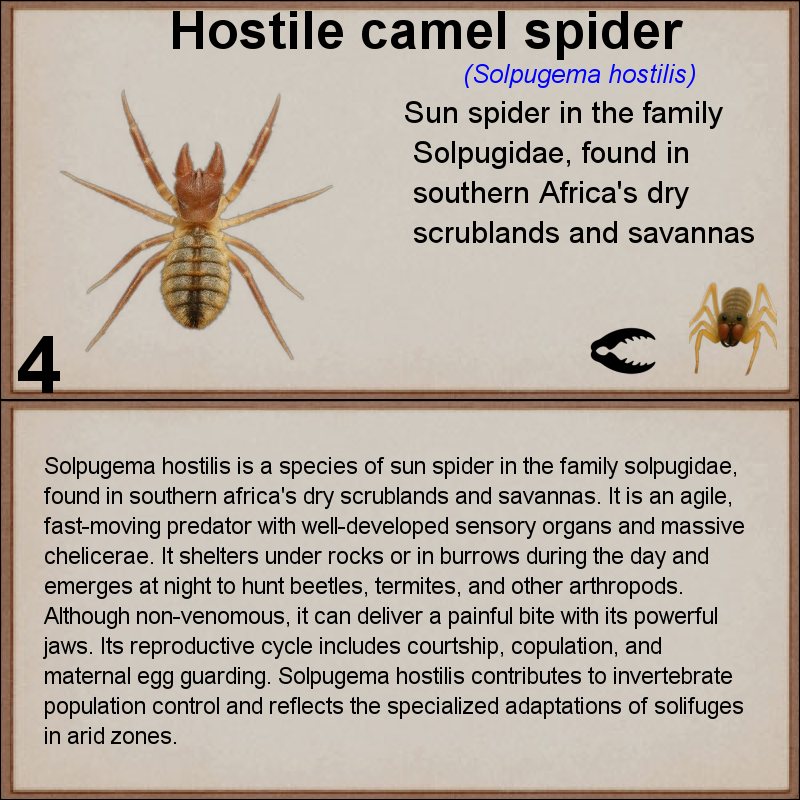 Hostile camel spider
(Solpugema hostilis)
Sun spider in the family
Solpugidae, found in
southern Africa's dry
scrublands and savannas
4
Solpugema hostilis is a species of sun spider in the family solpugidae,
found in southern africa's dry scrublands and savannas. It is an agile,
fast-moving predator with well-developed sensory organs and massive
chelicerae. It shelters under rocks or in burrows during the day and
emerges at night to hunt beetles, termites, and other arthropods.
Although non-venomous, it can deliver a painful bite with its powerful
jaws. Its reproductive cycle includes courtship, copulation, and
maternal egg guarding. Solpugema hostilis contributes to invertebrate
population control and reflects the specialized adaptations of solifuges
in arid zones.